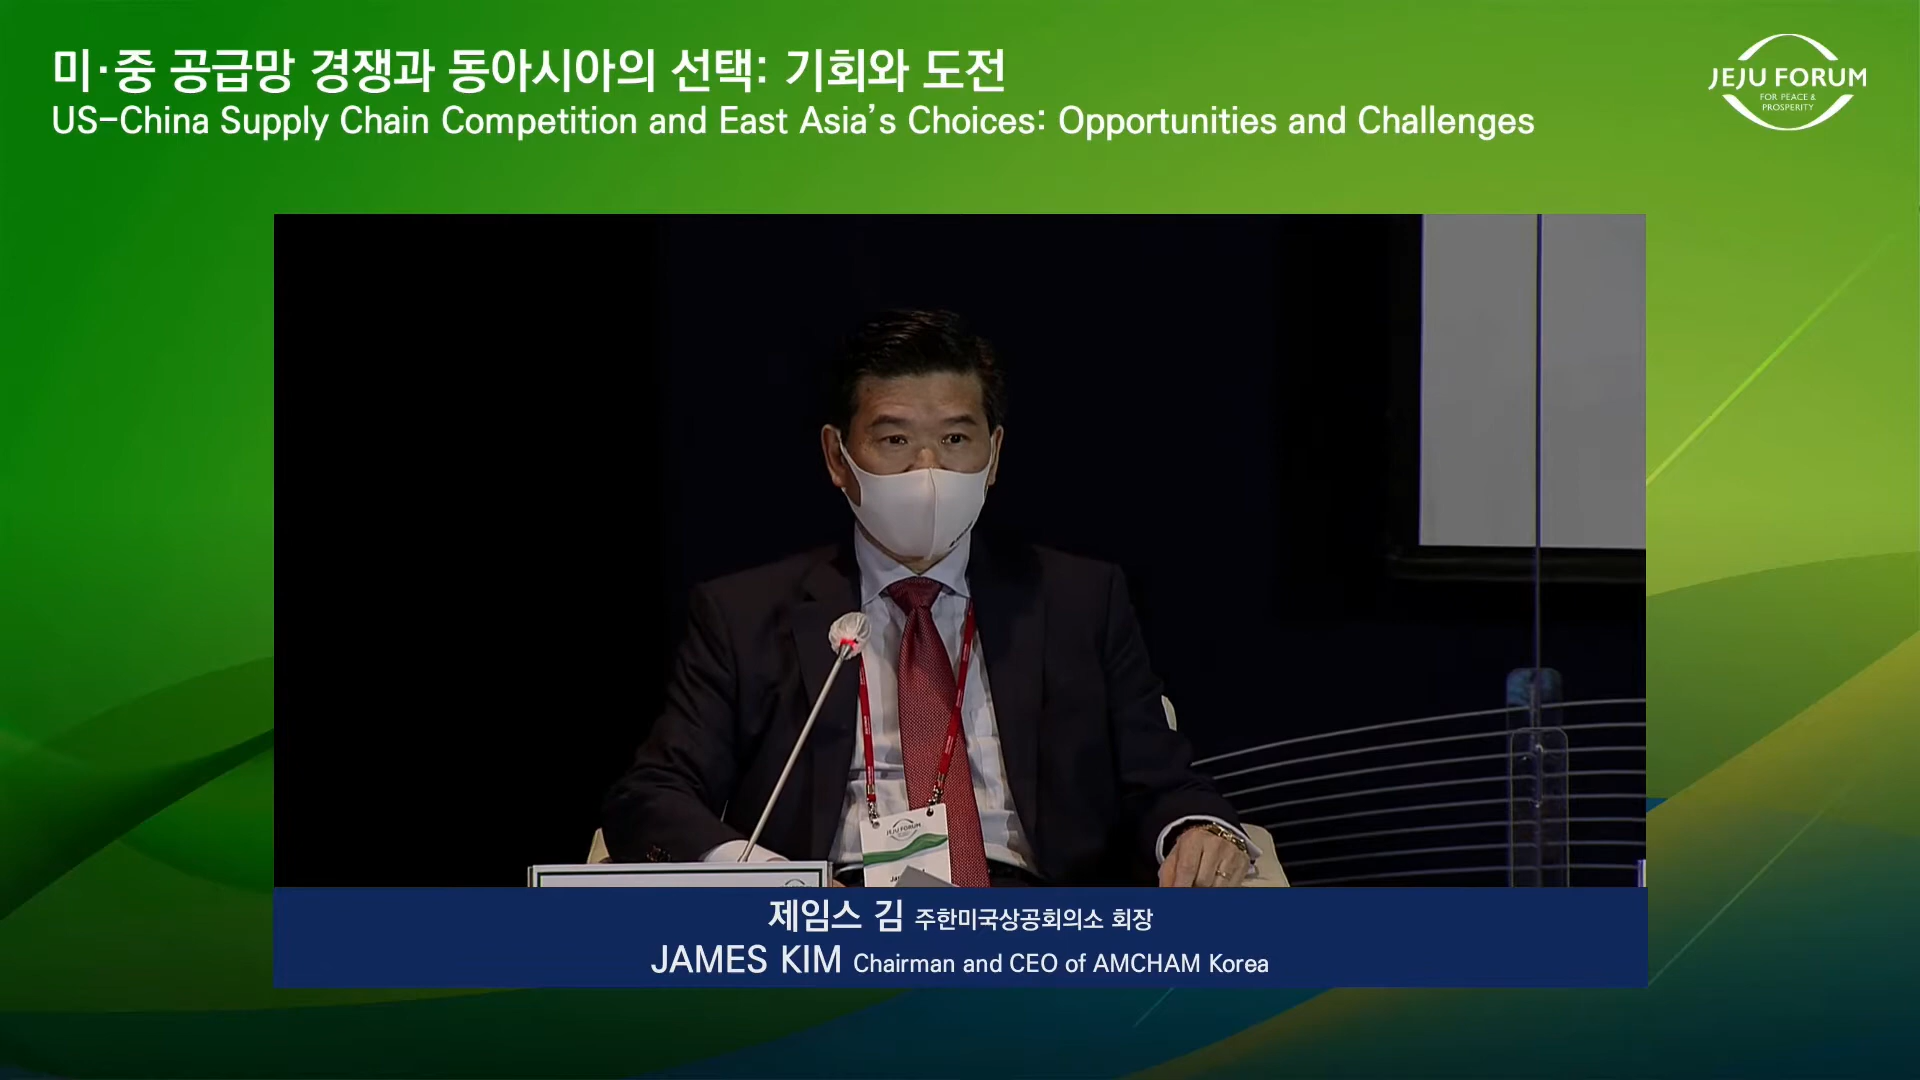 미·중 공급망 경쟁과 동아시아의 선택: 기회와 도전
US-China Supply Chain Competition and East Asia's Choices: Opportunities and Challenges
JEJU FORUM
FOR PEACE &
PROSPERITY
JEJU FORUM
제임스 김 주한미국상공회의소 회장
JAMES KIM Chairman and CEO of AMCHAM Korea